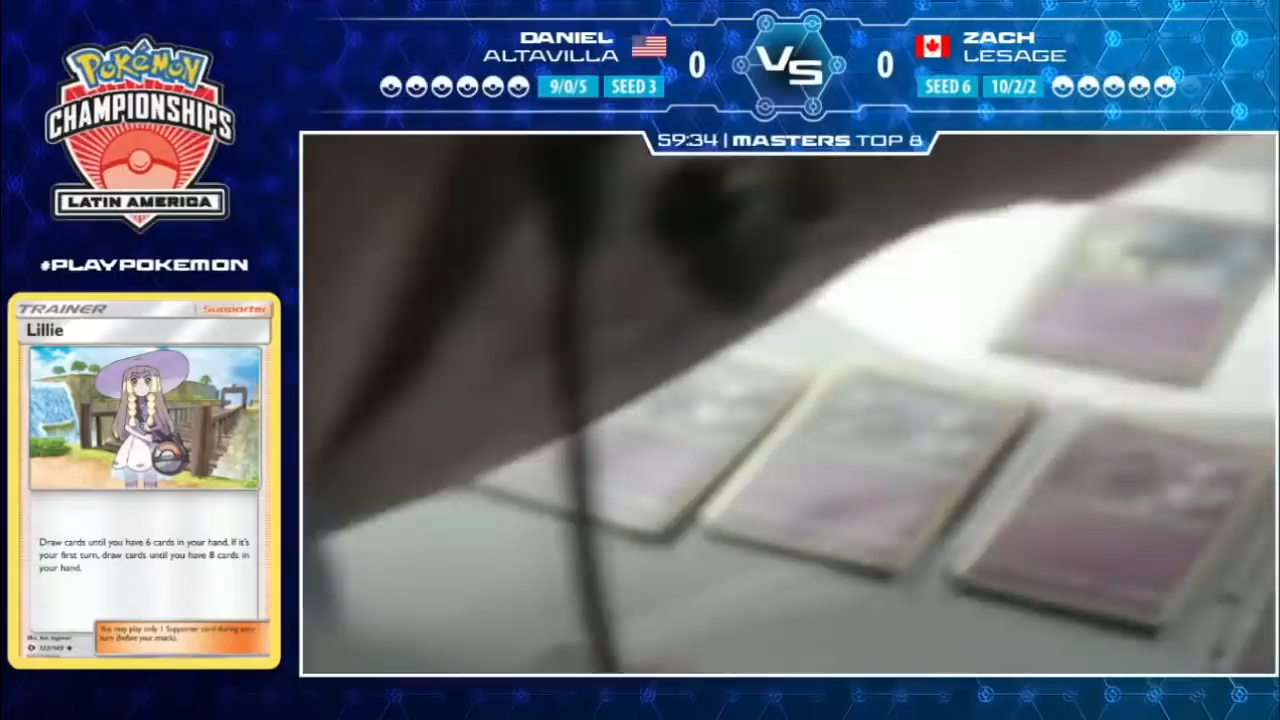 Pokémon
CHAMPIONSHIPS
LATIN AMERICA
#PLAYPOKEMON
DANIEL
ALTAVILLA
0
9/0/5
SEED 3
VS
0
ZACH
LESAGE
SEED 6
10/2/2
59:34 | MASTERS TOP 8
TRAINER
Supporter
Lillie
Draw cards until you have 6 cards in your hand. If it's
your first turn, draw cards until you have 8 cards in
your hand.
You may play only 1 Supporter card during your
turn (before your attack).
122/149